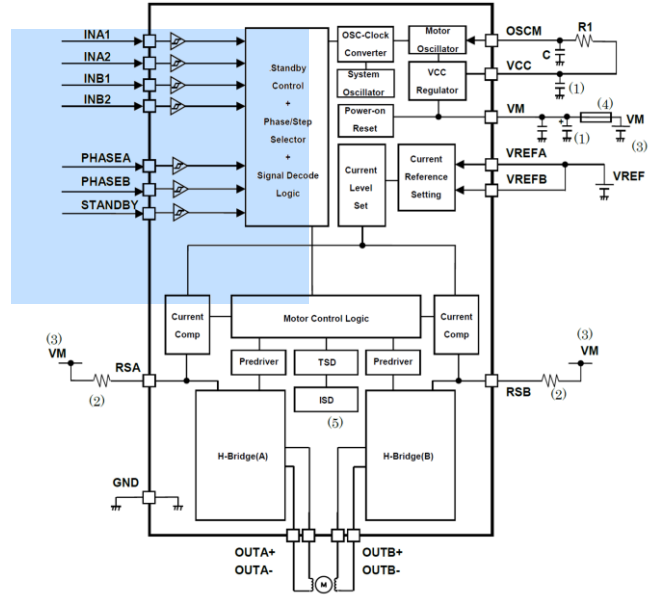 INA1
INA2
INB1
INB2
PHASEA
PHASEB
STANDBY
Standby
Control
+
Phase/Step
Selector
+
Signal Decode
Logic
OSC-Clock
Converter
System
Oscillator
Motor
Oscillator
VCC
Regulator
Power-on
Reset
Current
Level
Set
Current
Reference
Setting
OSCM
R1
C
VCC
(1)
VM
(4)
VM
+
(1)
(3)
VREFA
VREFB
VREF
Current
Comp
Motor Control Logic
Current
Comp
Predriver
TSD
Predriver
ISD
(5)
(3)
VM
RSA
(2)
(3)
VM
RSB
(2)
H-Bridge(A)
H-Bridge(B)
GND
OUTA+
OUTA-
OUTB+
OUTB-
M